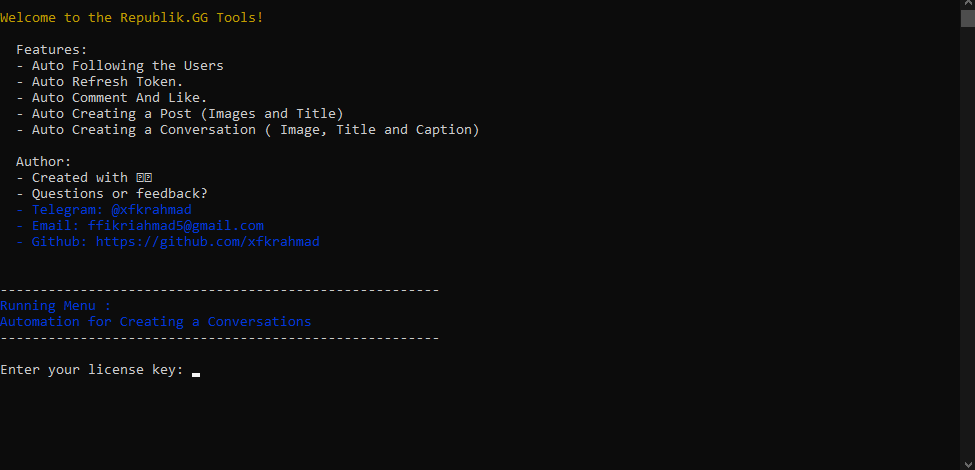 Welcome to the Republik.GG Tools!
Features:
- Auto Following the Users
- Auto Refresh Token.
- Auto Comment And Like.
- Auto Creating a Post (Images and Title)
- Auto Creating a Conversation ( Image, Title and Caption)
Author:
- Created with
- Questions or feedback?
- Telegram: @xfkrahmad
- Email: ffikriahmad5@gmail.com
- Github: https://github.com/xfkrahmad
-------------------------------------------------------
Running Menu :
Automation for Creating a Conversations
-------------------------------------------------------
Enter your license key: